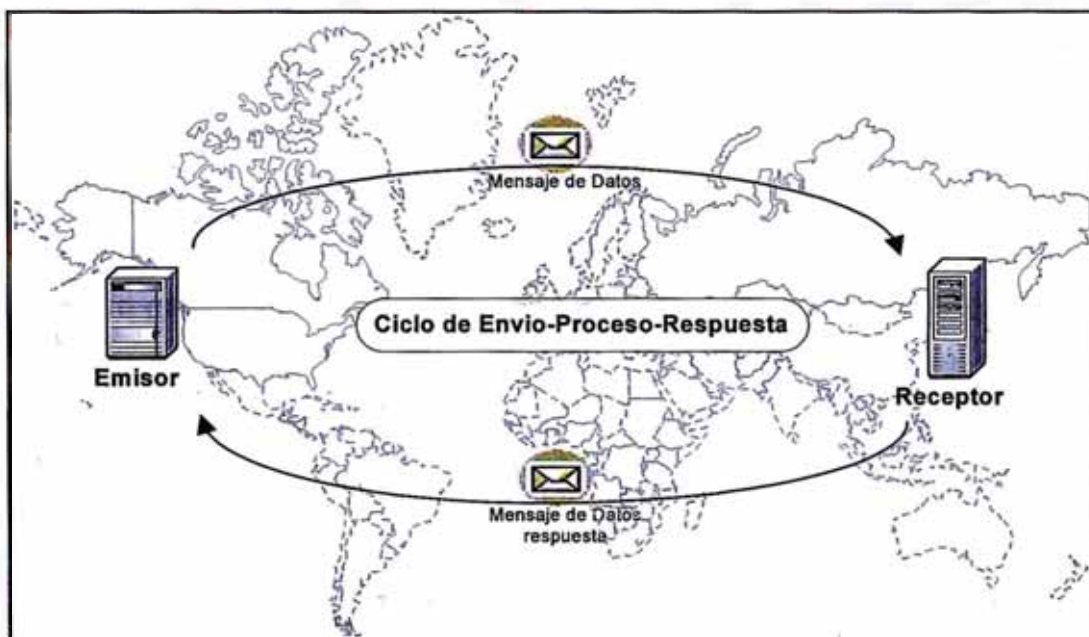 Mensaje de Datos
Ciclo de Envio-Proceso-Respuesta
Emisor
Receptor
Mensaje de Datos
respuesta